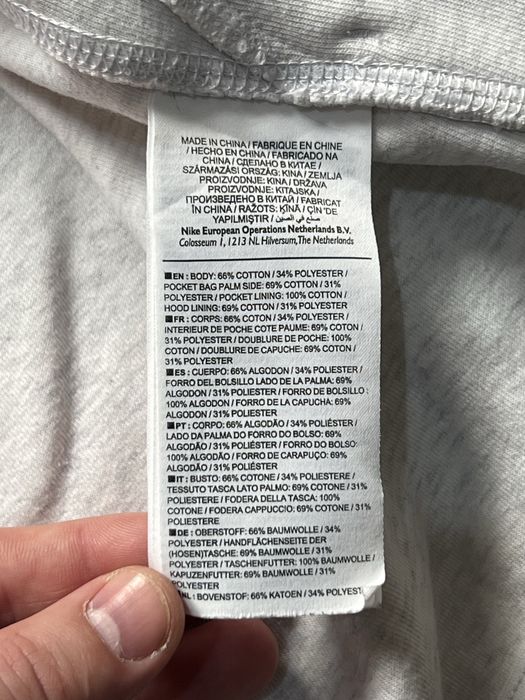 MADE IN CHINA / FABRIQUE EN CHINE
/ HECHO EN CHINA / FABRICADO NA
CHINA / СДЕЛАНО В КИТАЕ /
SZÁRMAZÁSI ORSZÁG: KÍNA / ZEMLJA
PROIZVODNJE: KINA / DRŽAVA
PROIZVODNJE: KITAJSKA /
ПРОИЗВЕДЕНО В КИТАЙ / FABRICAT
ÎN CHINA / RAŽOTS: ĶĪNĀ / ÇİN 'DE
YAPILMIŞTIR / صنع في الصين
Nike European Operations Netherlands B.V.
Colosseum 1, 1213 NL Hilversum, The Netherlands
EN : BODY: 66% COTTON / 34% POLYESTER /
POCKET BAG PALM SIDE: 69% COTTON / 31%
POLYESTER / POCKET LINING: 100% COTTON /
HOOD LINING: 69% COTTON / 31% POLYESTER
FR : CORPS: 66% COTON / 34% POLYESTER /
INTERIEUR DE POCHE COTE PAUME: 69% COTON /
31% POLYESTER / DOUBLURE DE POCHE: 100%
COTON / DOUBLURE DE CAPUCHE: 69% COTON /
31% POLYESTER
ES : CUERPO: 66% ALGODON / 34% POLIESTER /
FORRO DEL BOLSILLO LADO DE LA PALMA: 69%
ALGODON / 31% POLIESTER / FORRO DE BOLSILLO :
100% ALGODON / FORRO DE LA CAPUCHA: 69%
ALGODON / 31% POLIESTER
PT : CORPO: 66% ALGODÃO / 34% POLIÉSTER /
LADO DA PALMA DO FORRO DO BOLSO: 69%
ALGODÃO / 31% POLIÉSTER / FORRO DO BOLSO:
100% ALGODÃO / FORRO DE CARAPUÇO: 69%
ALGODÃO / 31% POLIÉSTER
IT : BUSTO: 66% COTONE / 34% POLIESTERE /
TESSUTO TASCA LATO PALMO: 69% COTONE / 31%
POLIESTERE / FODERA DELLA TASCA: 100%
COTONE / FODERA CAPPUCCIO: 69% COTONE / 31%
POLIESTERE
DE : OBERSTOFF: 66% BAUMWOLLE / 34%
POLYESTER / HANDFLÄCHENSEITE DER
(HOSEN)TASCHE: 69% BAUMWOLLE / 31%
POLYESTER / TASCHENFUTTER: 100% BAUMWOLLE /
KAPUZENFUTTER: 69% BAUMWOLLE / 31%
POLYESTER
NL : BOVENSTOF: 66% KATOEN / 34% POLYEST